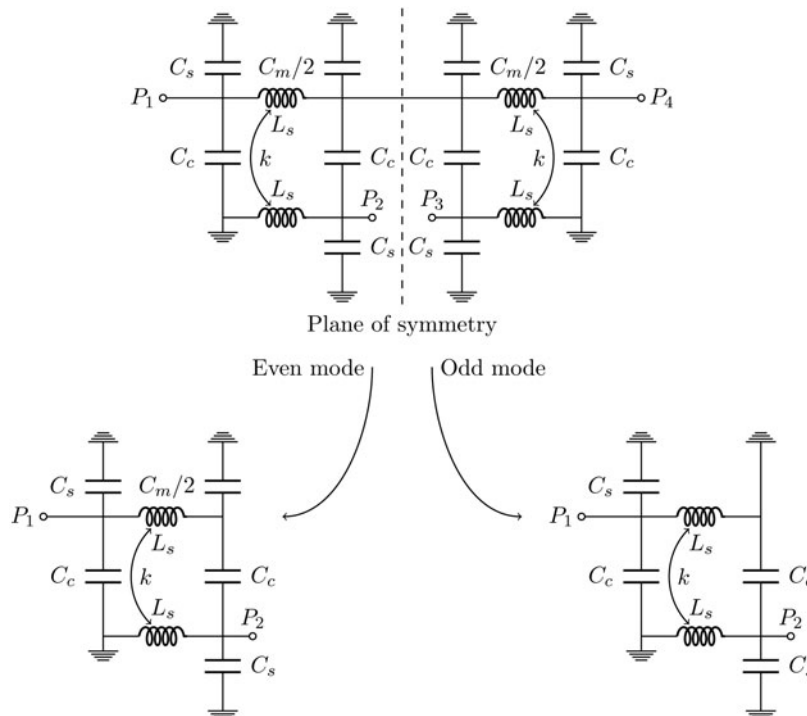 C_s C_m/2 C_m/2 C_s
P_1 P_4
L_s L_s
C_c k C_c C_c k C_c
L_s P_2 P_3 L_s
C_s C_s
Plane of symmetry
Even mode Odd mode
C_s C_m/2 C_s
P_1 P_1
L_s L_s
C_c k C_c C_c k
L_s P_2 L_s P_2
C_s